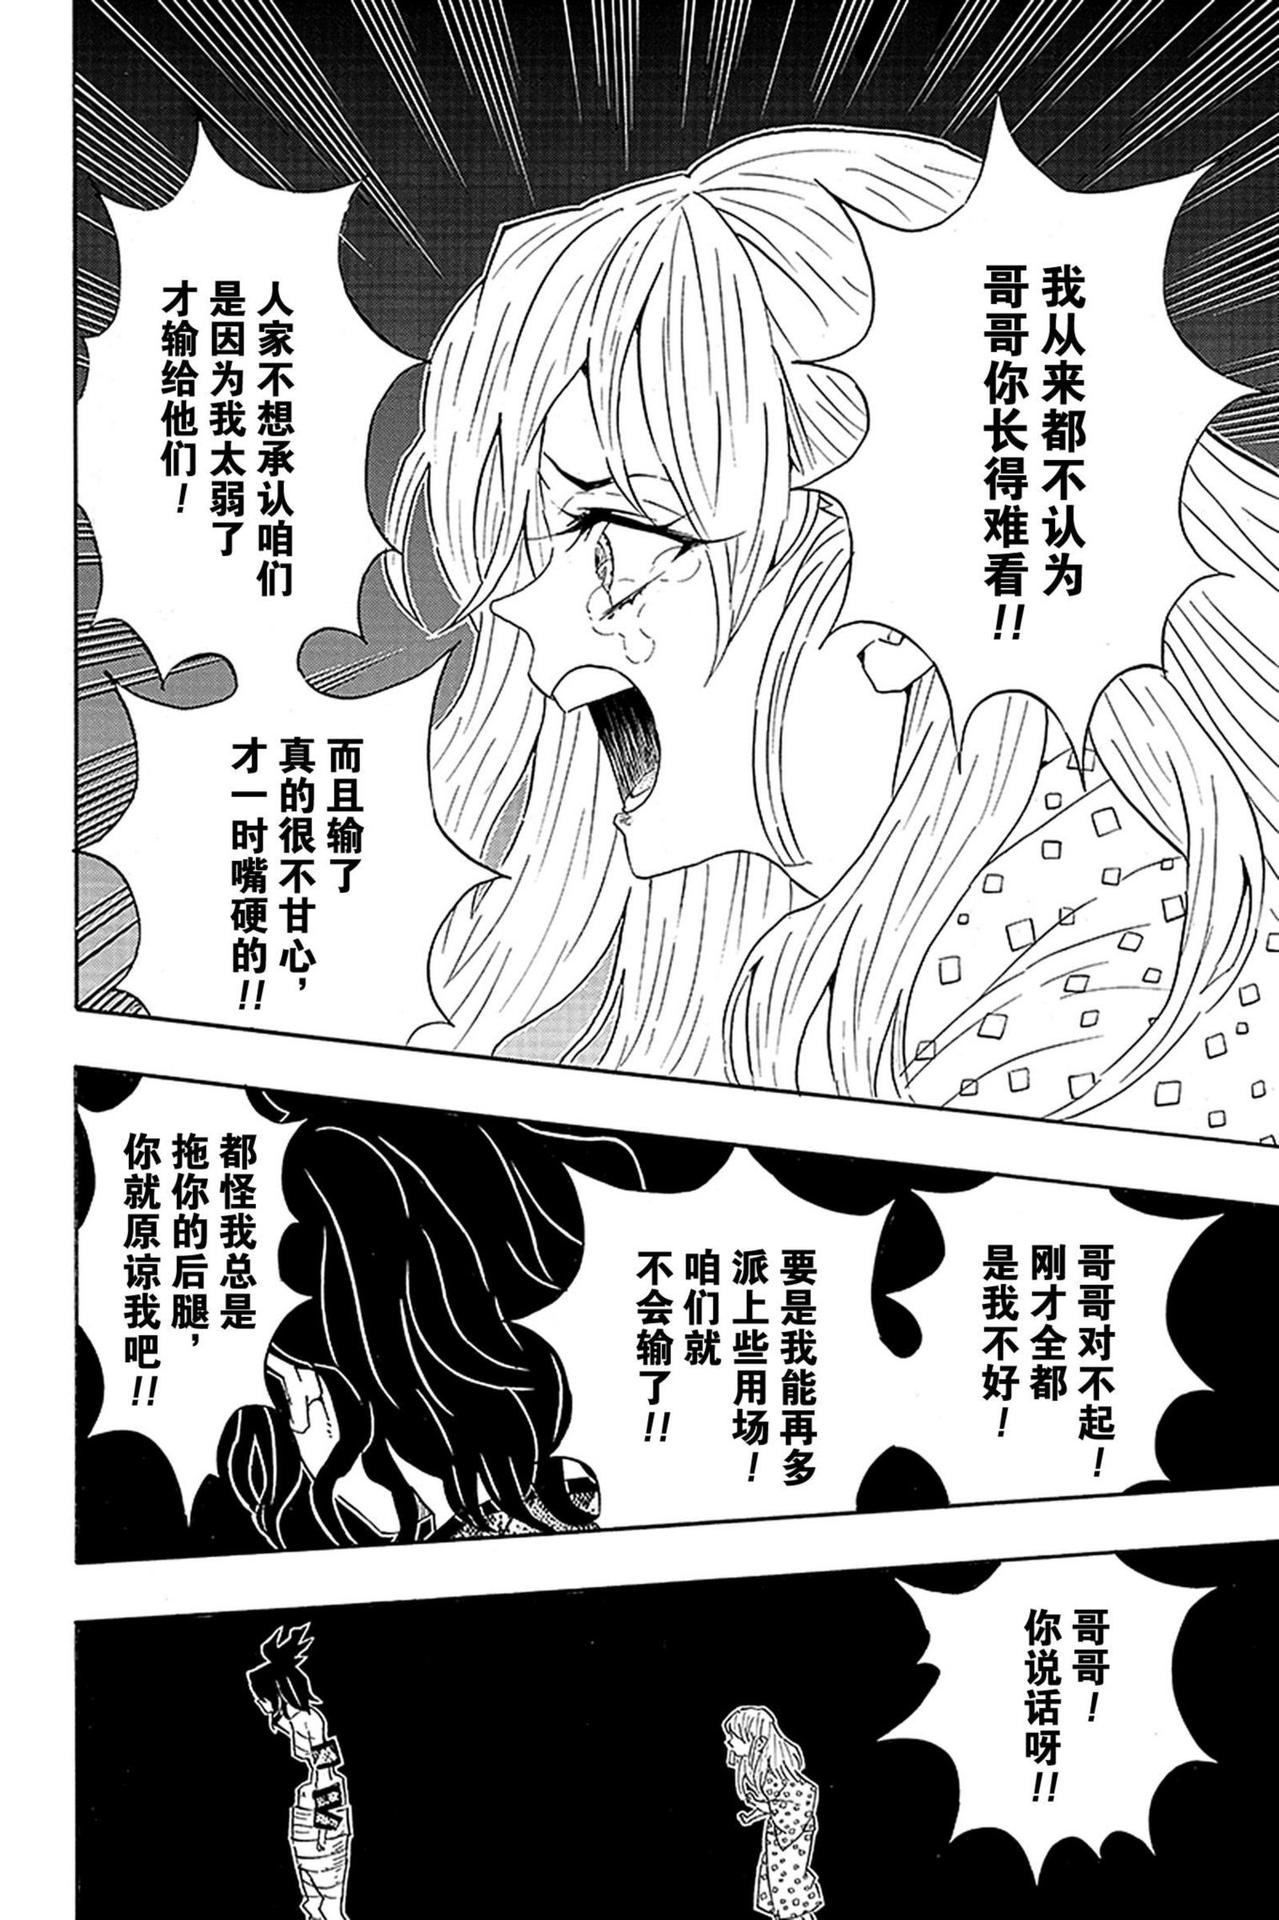 我从来都不认为
哥哥你长得难看!!
人家不想承认咱们
是因为我太弱了
才输给他们!
而且输了
真的很不甘心,
才一时嘴硬的!!
哥哥对不起!
刚才全都
是我不好!
要是我能再多
派上些用场!
咱们就
不会输了!!
都怪我总是
拖你的后腿,
你就原谅我吧!!
哥哥!
你说话呀!!